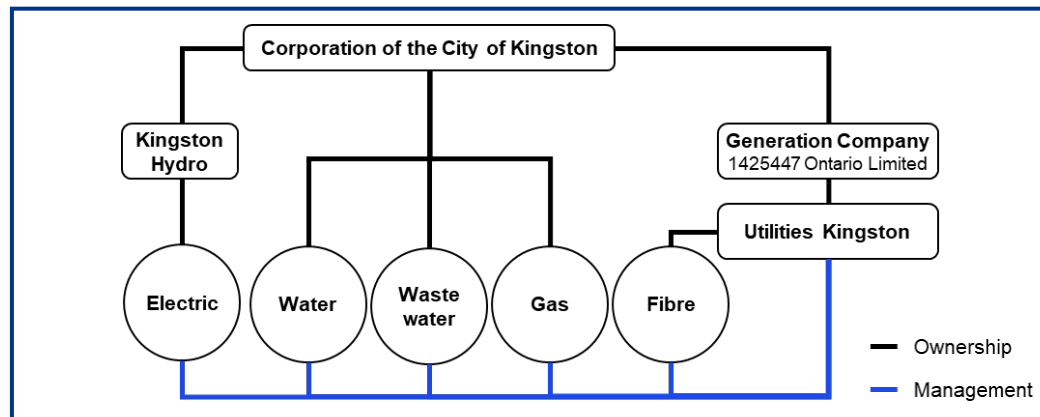 Corporation of the City of Kingston
Kingston
Hydro
Generation Company
1425447 Ontario Limited
Utilities Kingston
Electric
Water
Waste
water
Gas
Fibre
Ownership
Management